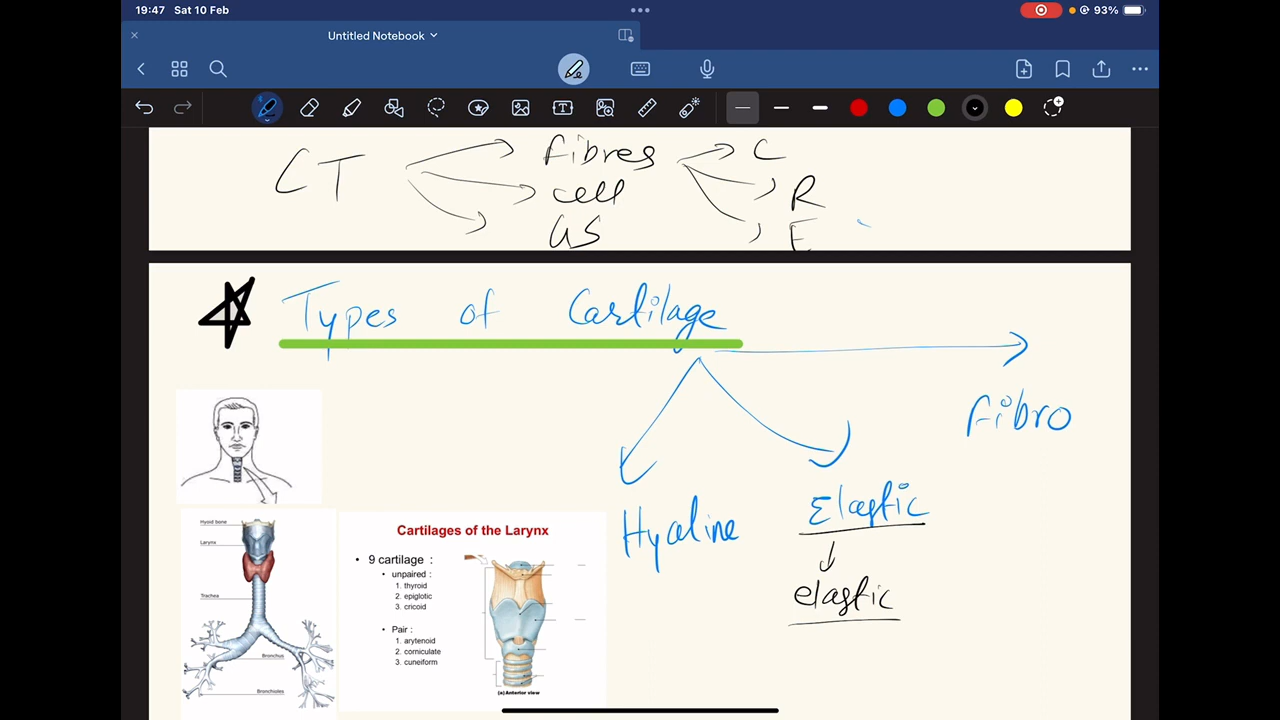 19:47 Sat 10 Feb
93%
Untitled Notebook
CT
fibres
cell
GS
C
R
E
Types of Cartilage
Fibro
Hyaline
Elastic
elastic
Hyoid bone
Larynx
Trachea
Bronchus
Bronchioles
Cartilages of the Larynx
• 9 cartilage :
• unpaired :
1. thyroid
2. epiglotic
3. cricoid
• Pair :
1. arytenoid
2. corniculate
3. cuneiform
(a) Anterior view